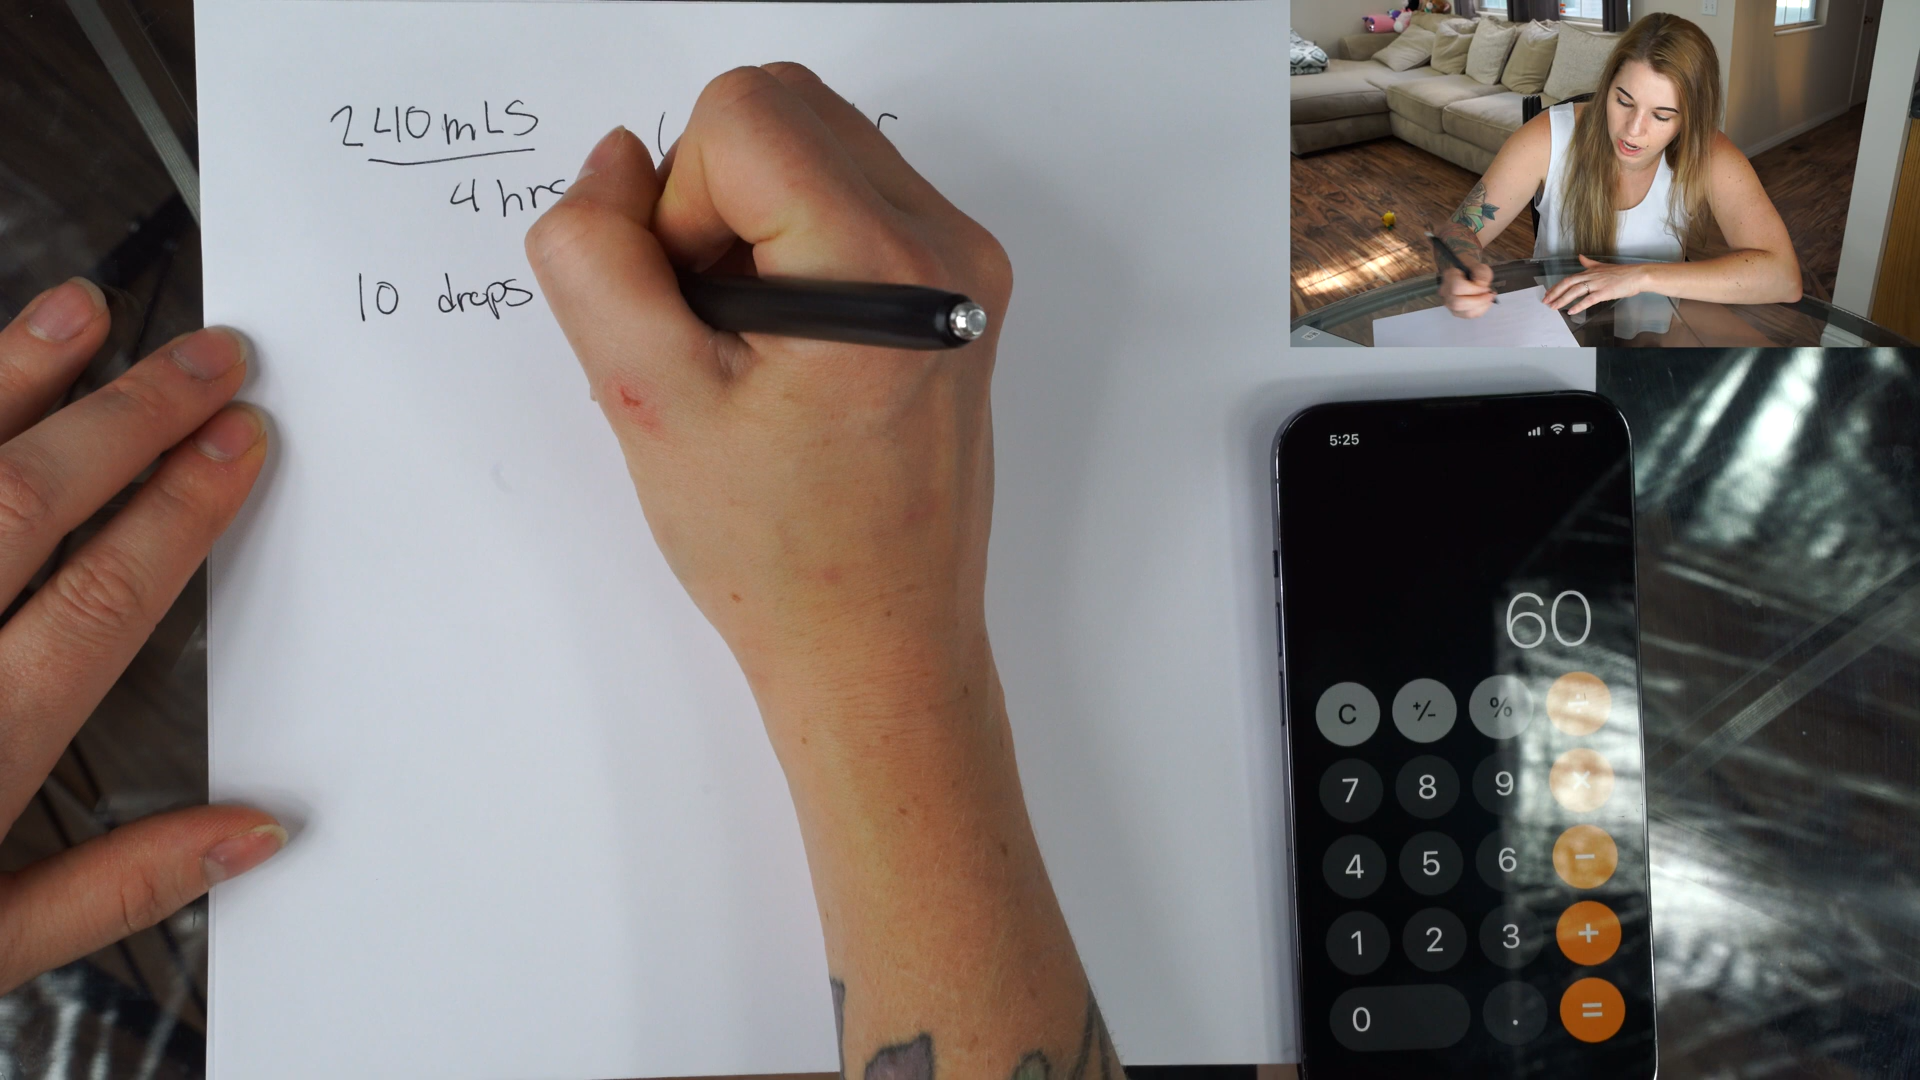 240 mLS
4 hrs
10 drops
5:25
60
C +/- % ÷
7 8 9 ×
4 5 6 −
1 2 3 +
0 . =